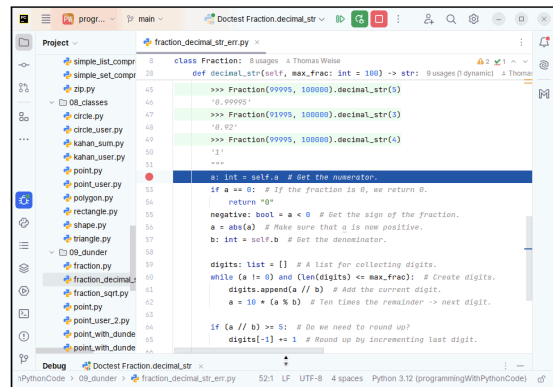 PC progr... main Doctest Fraction.decimal_str
Project
fraction_decimal_str_err.py
simple_list_compr
simple_set_compr
zip.py
08_classes
circle.py
circle_user.py
kahan_sum.py
kahan_user.py
point.py
point_user.py
polygon.py
rectangle.py
shape.py
triangle.py
09_dunder
fraction.py
fraction_decimal_s
fraction_sqrt.py
point.py
point_user_2.py
point_with_dunde
point_with_dunde
8 class Fraction: 8 usages Thomas Weise 2 1
28 def decimal_str(self, max_frac: int = 100) -> str: 9 usages (1 dynamic) Thomas
45 >>> Fraction(99995, 100000).decimal_str(5)
46 '0.99995'
47 >>> Fraction(91995, 100000).decimal_str(3)
48 '0.92'
49 >>> Fraction(99995, 100000).decimal_str(4)
50 '1'
51 """
a: int = self.a # Get the numerator.
53 if a == 0: # If the fraction is 0, we return 0.
54 return "0"
55 negative: bool = a < 0 # Get the sign of the fraction.
56 a = abs(a) # Make sure that a is now positive.
57 b: int = self.b # Get the denominator.
58
59 digits: list = [] # A list for collecting digits.
60 while (a != 0) and (len(digits) <= max_frac): # Create digits.
61 digits.append(a // b) # Add the current digit.
62 a = 10 * (a % b) # Ten times the remainder -> next digit.
63
64 if (a // b) >= 5: # Do we need to round up?
65 digits[-1] += 1 # Round up by incrementing last digit.
Debug Doctest Fraction.decimal_str
nPythonCode > 09_dunder > fraction_decimal_str_err.py 52:1 LF UTF-8 4 spaces Python 3.12 (programmingWithPythonCode)